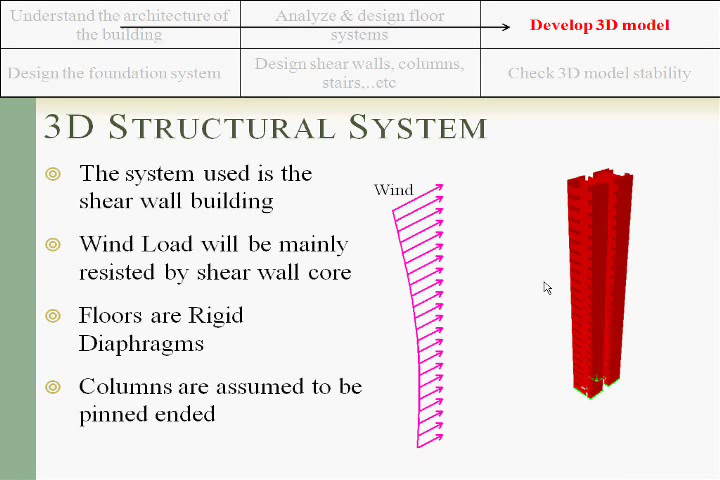 Understand the architecture of
the building
Analyze & design floor
systems
Develop 3D model
Design the foundation system
Design shear walls, columns,
stairs,..etc
Check 3D model stability
3D STRUCTURAL SYSTEM
The system used is the
shear wall building
Wind Load will be mainly
resisted by shear wall core
Floors are Rigid
Diaphragms
Columns are assumed to be
pinned ended
Wind